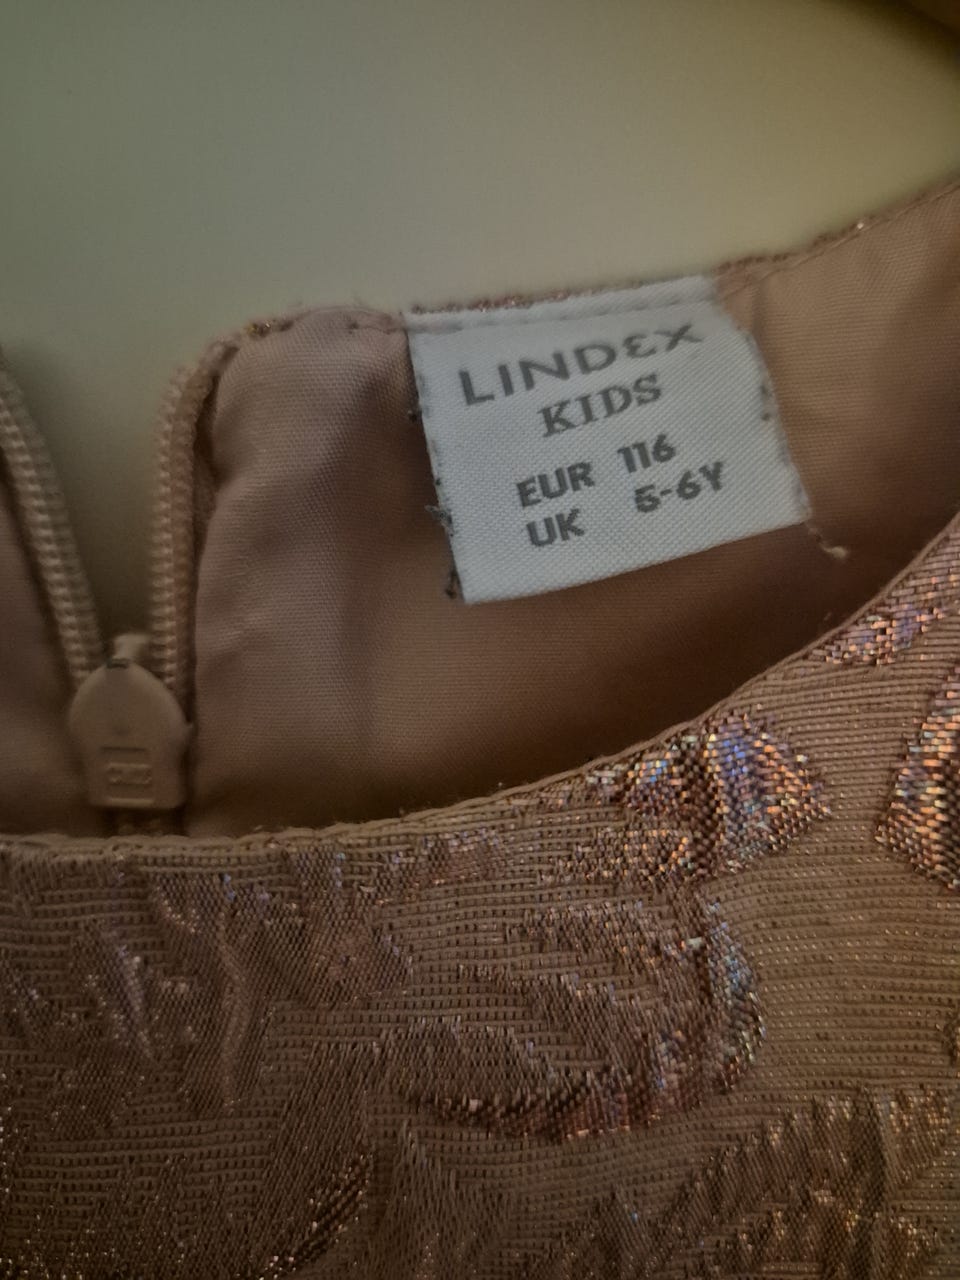 LINDEX
KIDS
EUR 116
UK 5-6Y